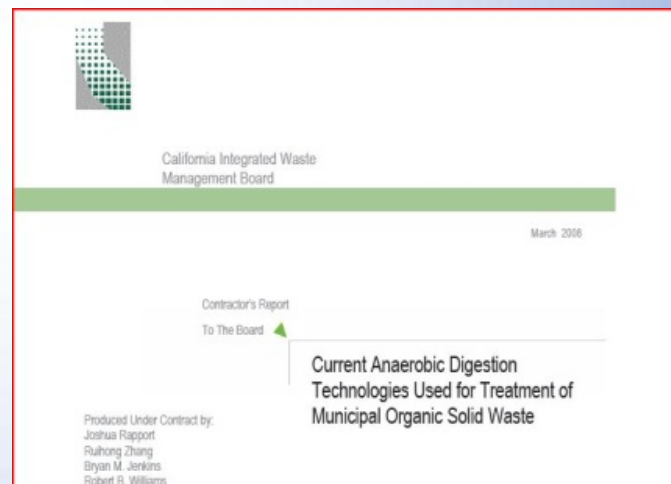 California Integrated Waste
Management Board
March 2008
Contractor's Report
To The Board
Current Anaerobic Digestion
Technologies Used for Treatment of
Municipal Organic Solid Waste
Produced Under Contract by:
Joshua Rapport
Ruihong Zhang
Bryan M. Jenkins
Robert B. Williams